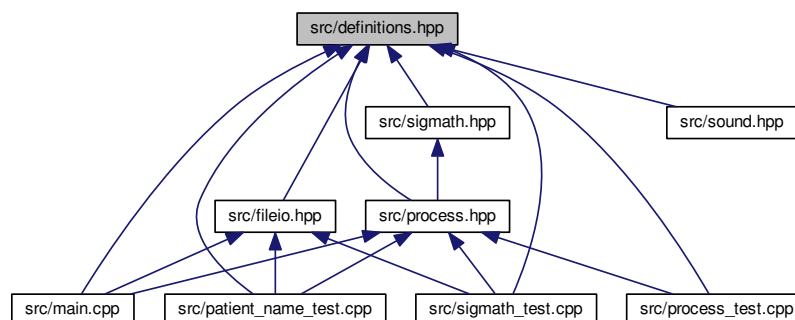 src/definitions.hpp
src/sigmath.hpp
src/sound.hpp
src/fileio.hpp
src/process.hpp
src/main.cpp
src/patient_name_test.cpp
src/sigmath_test.cpp
src/process_test.cpp